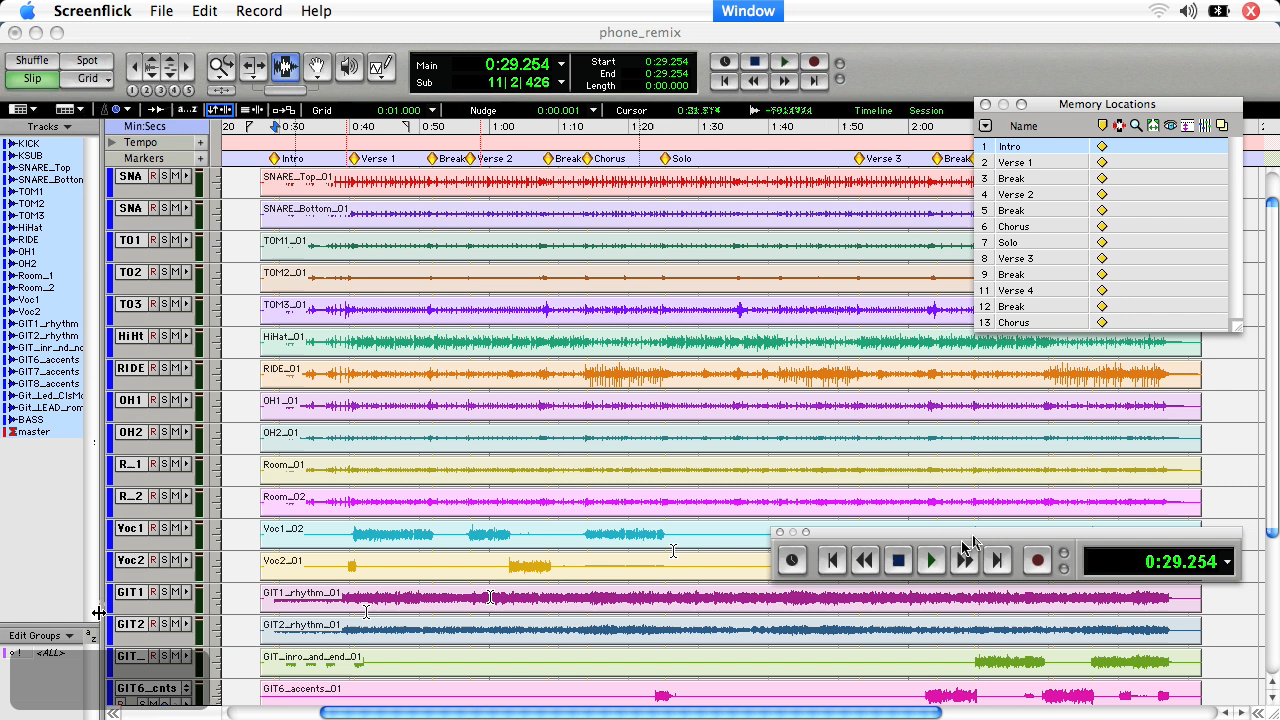 Screenflick File Edit Record Help Window
phone_remix
Shuffle Spot
Slip Grid
1 2 3 4 5
Main 0:29.254
Sub 11| 2| 426
Start 0:29.254
End 0:29.254
Length 0:00.000
a...z Grid 0:01.000 Nudge 0:00.001 Cursor Timeline Session
Memory Locations
Name
1 Intro
2 Verse 1
3 Break
4 Verse 2
5 Break
6 Chorus
7 Solo
8 Verse 3
9 Break
11 Verse 4
12 Break
13 Chorus
Tracks
KICK
KSUB
SNARE_Top
SNARE_Botton
TOM1
TOM2
TOM3
HiHat
RIDE
OH1
OH2
Room_1
Room_2
Voc1
Voc2
GIT1_rhythm
GIT2_rhythm
GIT_inr_nd_nd
GIT6_accents
GIT7_accents
GIT8_accents
Git_Led_ClsMc
Git_LEAD_rom
BASS
master
Edit Groups a z
! <ALL>
Min:Secs 20 0:30 0:40 0:50 1:00 1:10 1:20 1:30 1:40 1:50 2:00
Tempo
Markers Intro Verse 1 Break Verse 2 Break Chorus Solo Verse 3 Break
SNA R S M SNARE_Top_01
SNA R S M SNARE_Bottom_01
TO1 R S M TOM1_01
TO2 R S M TOM2_01
TO3 R S M TOM3_01
HiHt R S M HiHat_01
RIDE R S M RIDE_01
OH1 R S M OH1_01
OH2 R S M OH2_01
R_1 R S M Room_01
R_2 R S M Room_02
Voc1 R S M Voc1_02
Voc2 R S M Voc2_01
GIT1 R S M GIT1_rhythm_01
GIT2 R S M GIT2_rhythm_01
GIT_ R S M GIT_inro_and_end_01
GIT6_cnts GIT6_accents_01
0:29.254